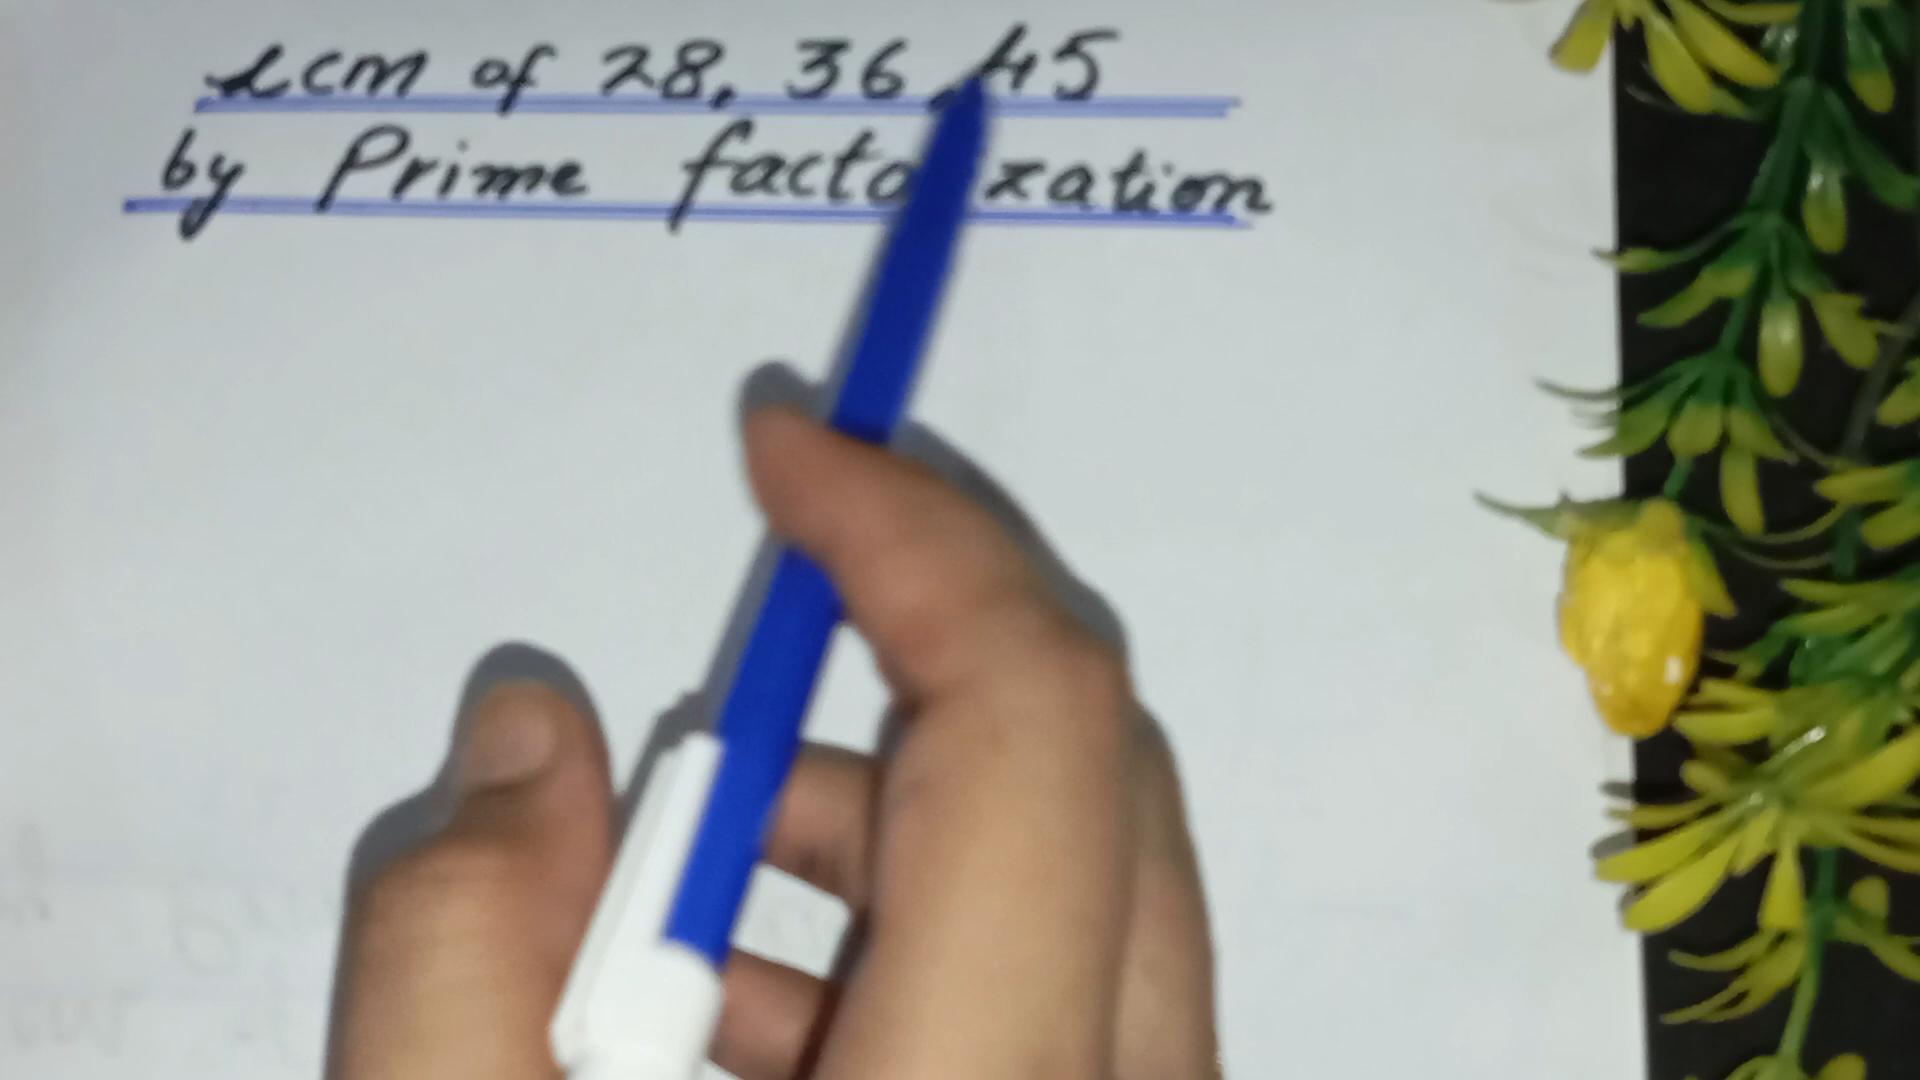 LCM of 28, 36, 45
by Prime factorization